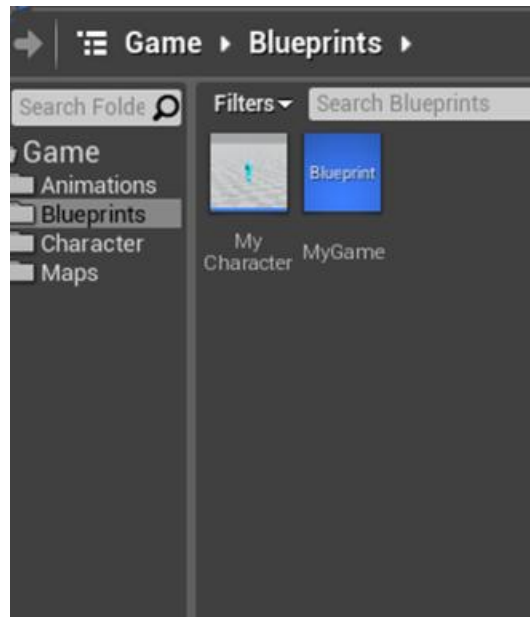 Game ▸ Blueprints ▸
Search Folde
Filters
Search Blueprints
Game
Animations
Blueprints
Character
Maps
Blueprint
My
Character
MyGame